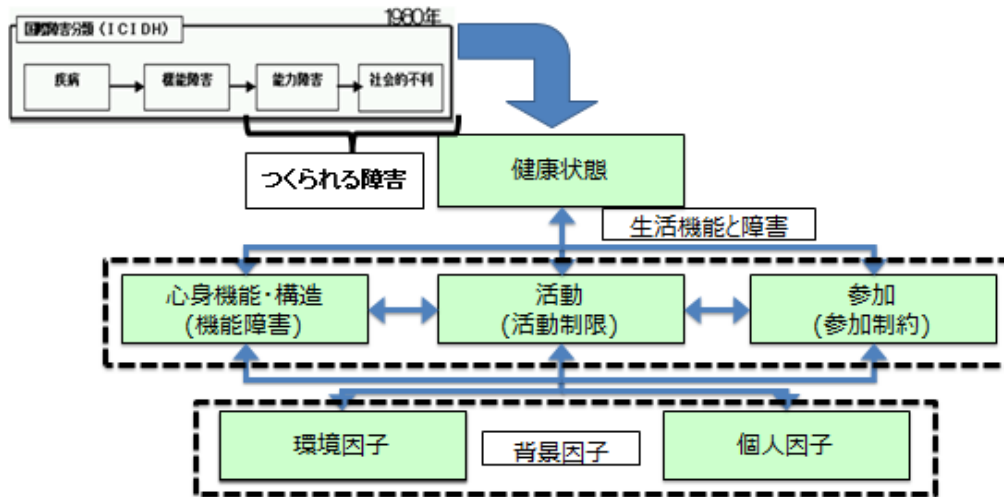 1980年
国際障害分類(ICIDH)
疾病
機能障害
能力障害
社会的不利
つくられる障害
健康状態
生活機能と障害
心身機能・構造
(機能障害)
活動
(活動制限)
参加
(参加制約)
環境因子
背景因子
個人因子